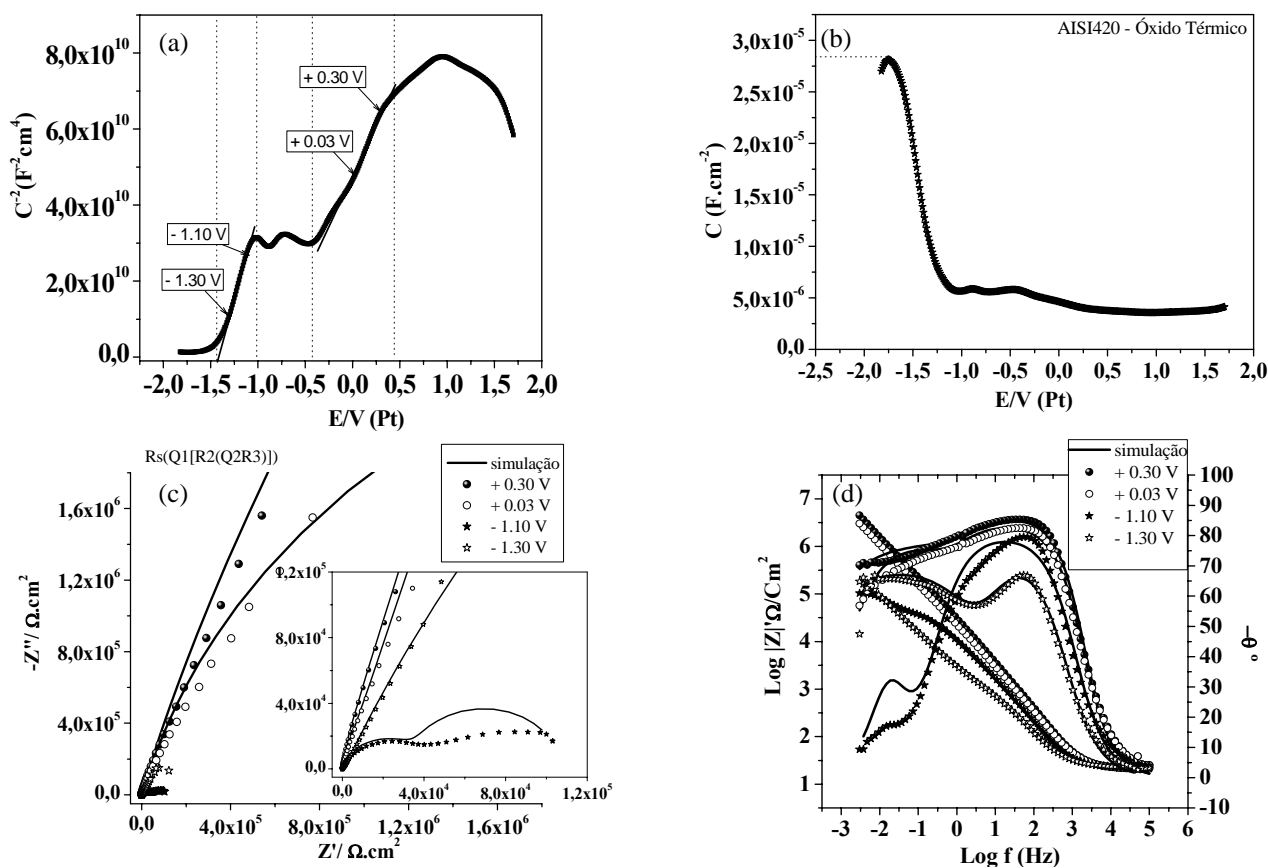 (a)
8,0x10¹⁰
6,0x10¹⁰
4,0x10¹⁰
2,0x10¹⁰
0,0
C⁻²(F⁻²cm⁴)
+ 0.30 V
+ 0.03 V
- 1.10 V
- 1.30 V
-2,0 -1,5 -1,0 -0,5 0,0 0,5 1,0 1,5 2,0
E/V (Pt)
(b)
AISI420 - Óxido Térmico
3,0x10⁻⁵
2,5x10⁻⁵
2,0x10⁻⁵
1,5x10⁻⁵
1,0x10⁻⁵
5,0x10⁻⁶
0,0
C (F.cm⁻²)
-2,5 -2,0 -1,5 -1,0 -0,5 0,0 0,5 1,0 1,5 2,0
E/V (Pt)
Rs(Q1[R2(Q2R3)])
(c)
simulação
+ 0.30 V
+ 0.03 V
- 1.10 V
- 1.30 V
1,6x10⁶
1,2x10⁶
8,0x10⁵
4,0x10⁵
0,0
-Z''/ Ω.cm²
1,2x10⁵
8,0x10⁴
4,0x10⁴
0,0
0,0 4,0x10⁴ 8,0x10⁴ 1,2x10⁵
0,0 4,0x10⁵ 8,0x10⁵ 1,2x10⁶ 1,6x10⁶
Z'/ Ω.cm²
(d)
simulação
+ 0.30 V
+ 0.03 V
- 1.10 V
- 1.30 V
7
6
5
4
3
2
1
Log |Z|'Ω/Cm²
100
90
80
70
60
50
40
30
20
10
0
-10
-θ °
-3 -2 -1 0 1 2 3 4 5 6
Log f (Hz)